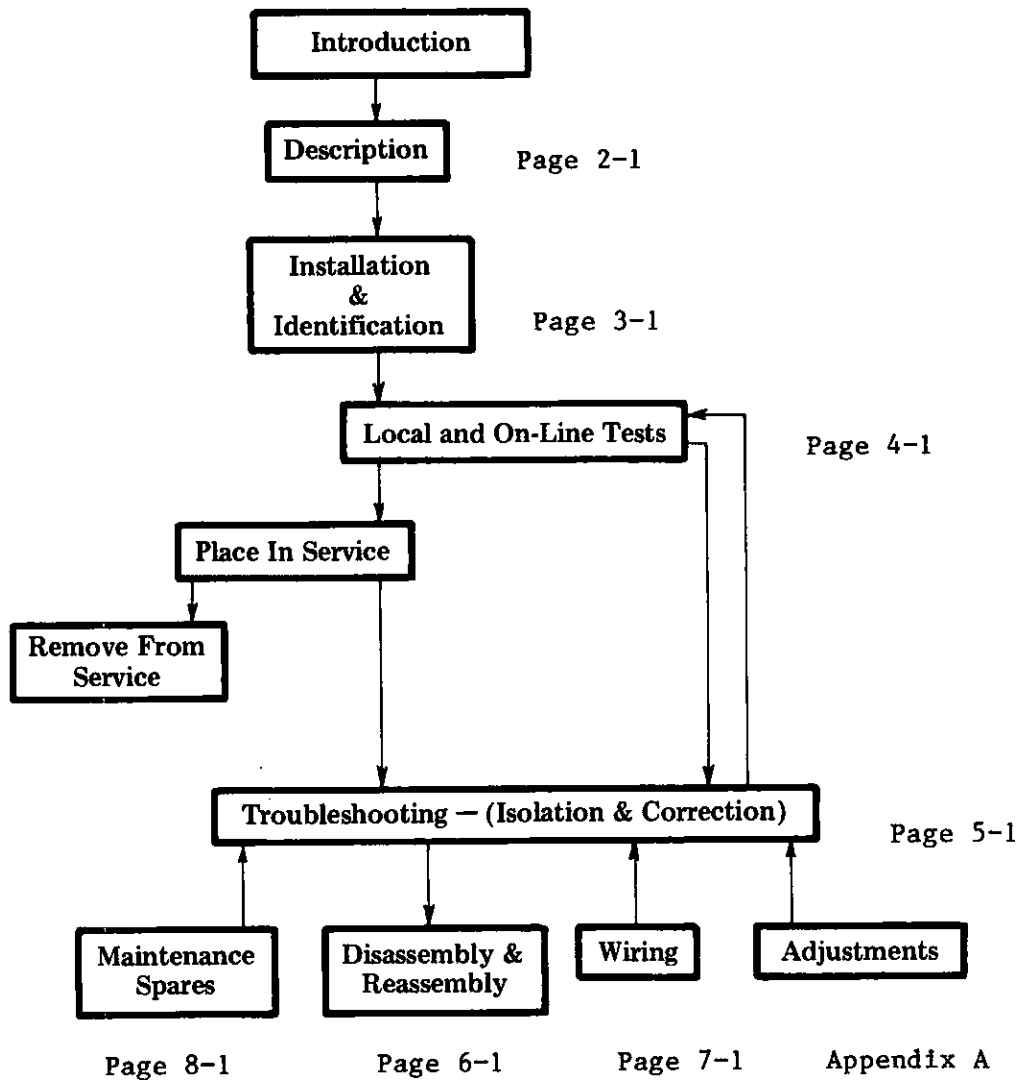 Introduction
Description
Page 2-1
Installation
&
Identification
Page 3-1
Local and On-Line Tests
Page 4-1
Place In Service
Remove From
Service
Troubleshooting — (Isolation & Correction)
Page 5-1
Maintenance
Spares
Disassembly &
Reassembly
Wiring
Adjustments
Page 8-1
Page 6-1
Page 7-1
Appendix A